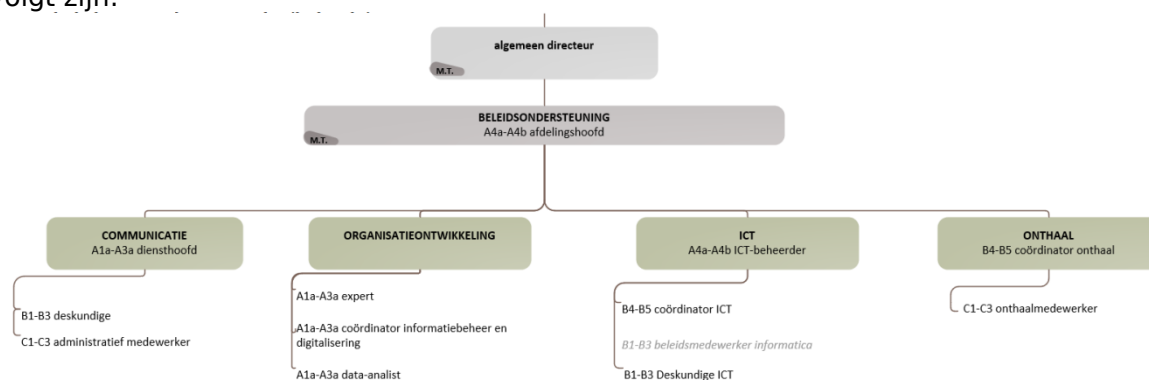 volgt zijn:
algemeen directeur
M.T.
BELEIDSONDERSTEUNING
A4a-A4b afdelingshoofd
M.T.
COMMUNICATIE
A1a-A3a diensthoofd
B1-B3 deskundige
C1-C3 administratief medewerker
ORGANISATIEONTWIKKELING
A1a-A3a expert
A1a-A3a coördinator informatiebeheer en
digitalisering
A1a-A3a data-analist
ICT
A4a-A4b ICT-beheerder
B4-B5 coördinator ICT
B1-B3 beleidsmedewerker informatica
B1-B3 Deskundige ICT
ONTHAAL
B4-B5 coördinator onthaal
C1-C3 onthaalmedewerker